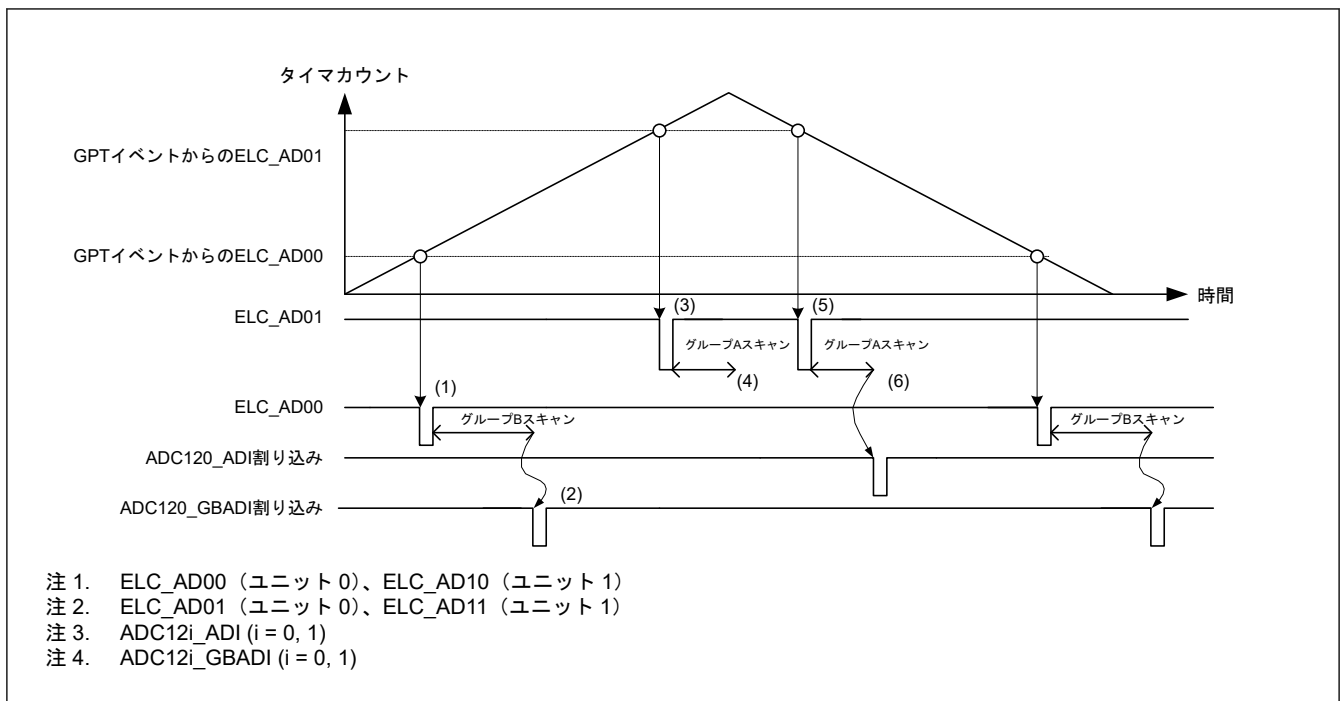 タイマカウント
GPTイベントからのELC_AD01
GPTイベントからのELC_AD00
時間
ELC_AD01
(3)
(5)
グループAスキャン
グループAスキャン
(4)
(6)
(1)
ELC_AD00
グループBスキャン
グループBスキャン
ADC120_ADI割り込み
(2)
ADC120_GBADI割り込み
注 1. ELC_AD00（ユニット 0）、ELC_AD10（ユニット 1）
注 2. ELC_AD01（ユニット 0）、ELC_AD11（ユニット 1）
注 3. ADC12i_ADI (i = 0, 1)
注 4. ADC12i_GBADI (i = 0, 1)